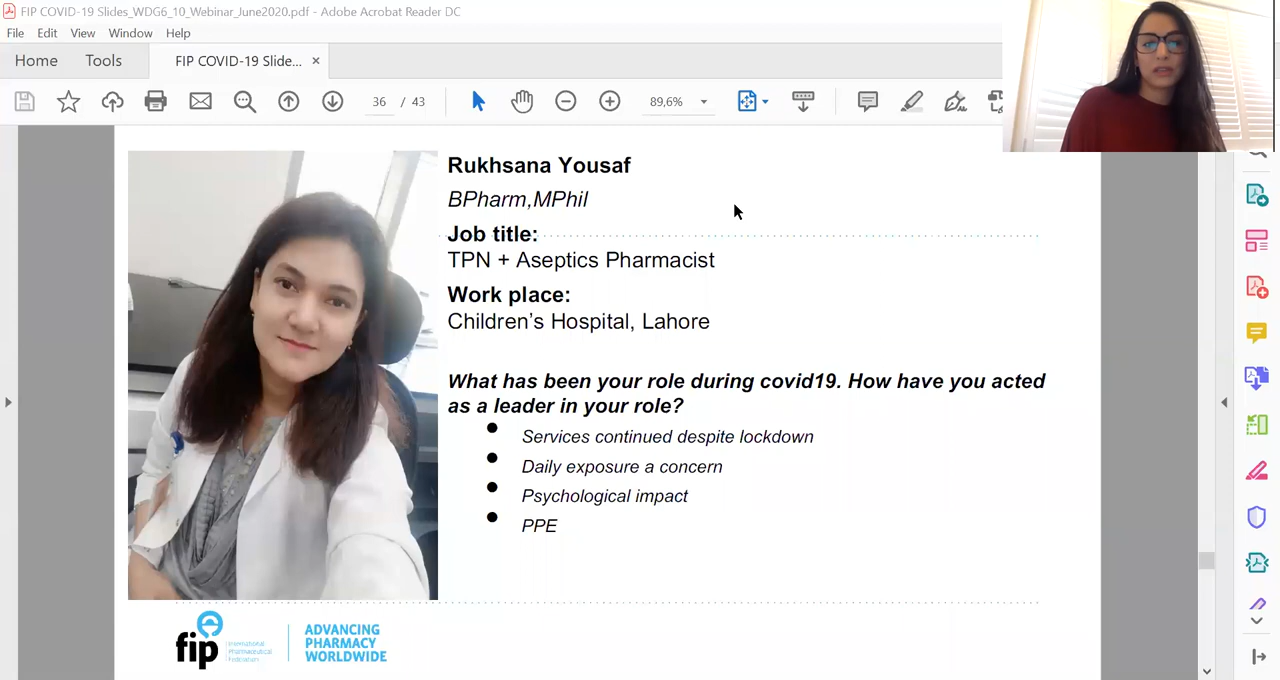 FIP COVID-19 Slides_WDG6_10_Webinar_June2020.pdf - Adobe Acrobat Reader DC
File Edit View Window Help
Home Tools FIP COVID-19 Slide... ×
36 / 43 89,6%
Rukhsana Yousaf
BPharm,MPhil
Job title:
TPN + Aseptics Pharmacist
Work place:
Children's Hospital, Lahore
What has been your role during covid19. How have you acted
as a leader in your role?
Services continued despite lockdown
Daily exposure a concern
Psychological impact
PPE
fip
International
Pharmaceutical
Federation
ADVANCING
PHARMACY
WORLDWIDE